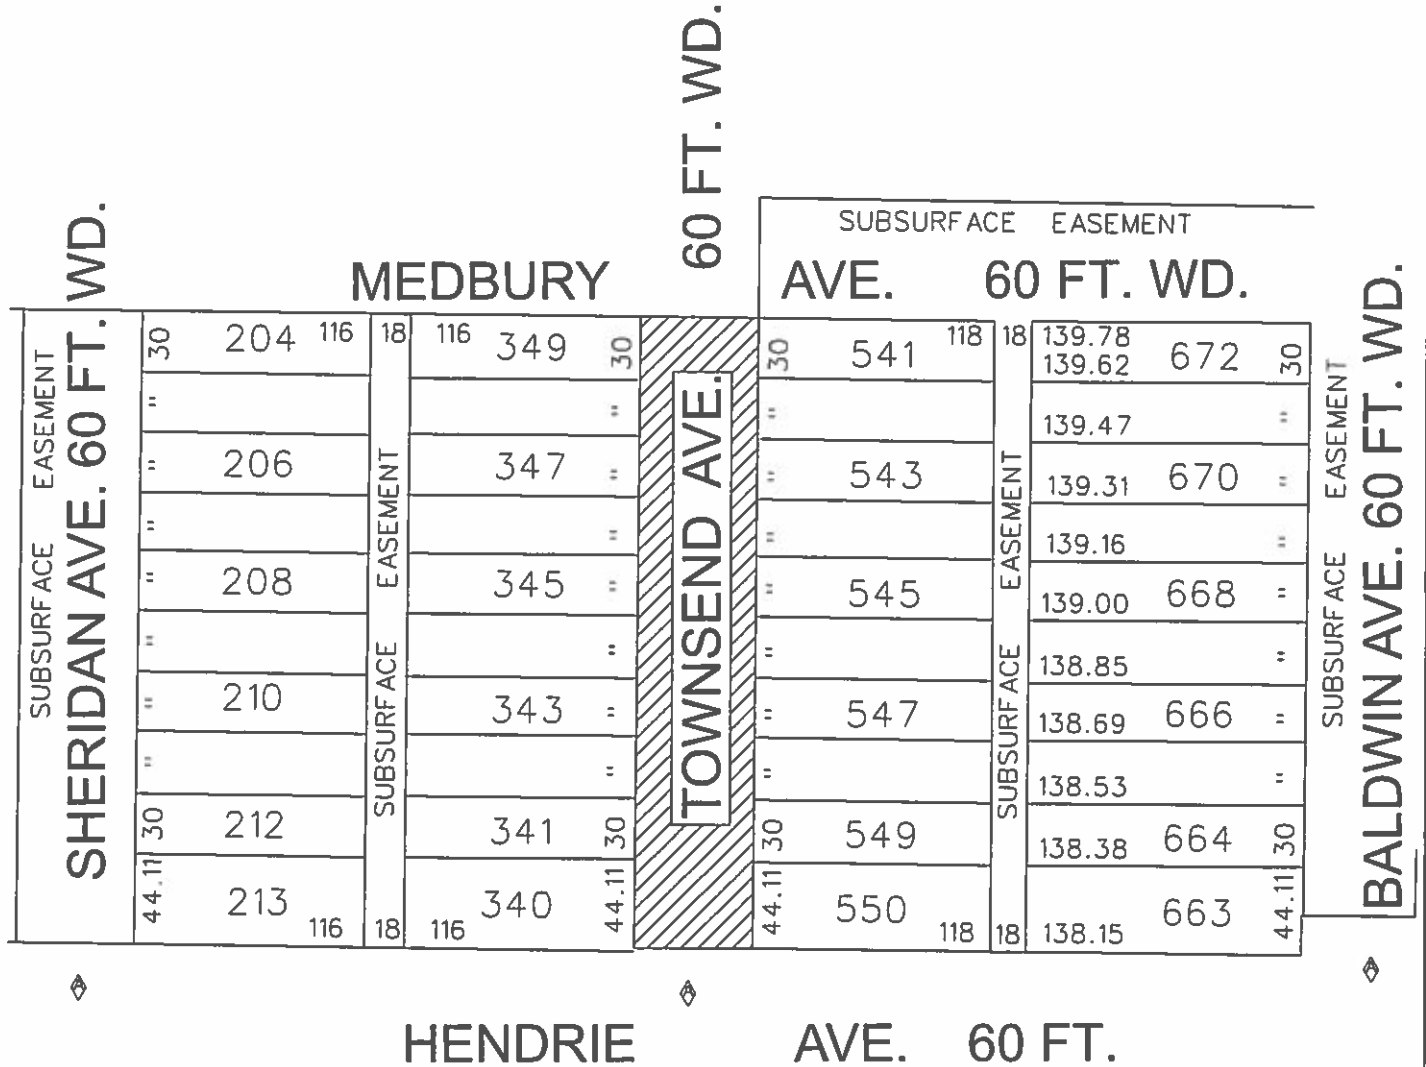 60 FT. WD.
SUBSURFACE EASEMENT
MEDBURY AVE. 60 FT. WD.
SUBSURFACE EASEMENT
SHERIDAN AVE. 60 FT. WD.
30 204 116 18 116 349 30
" "
" 206 347 "
" "
" 208 345 "
" "
" 210 343 "
" "
30 212 341 30
44.11 213 116 18 116 340 44.11
SUBSURFACE EASEMENT
TOWNSEND AVE.
30 541 118 18 139.78
139.62 672 30
" 139.47 "
" 543 139.31 670 "
" 139.16 "
" 545 139.00 668 "
" 138.85 "
" 547 138.69 666 "
" 138.53 "
30 549 138.38 664 30
44.11 550 118 18 138.15 663 44.11
SUBSURFACE EASEMENT
SUBSURFACE EASEMENT
BALDWIN AVE. 60 FT. WD.
HENDRIE AVE. 60 FT.